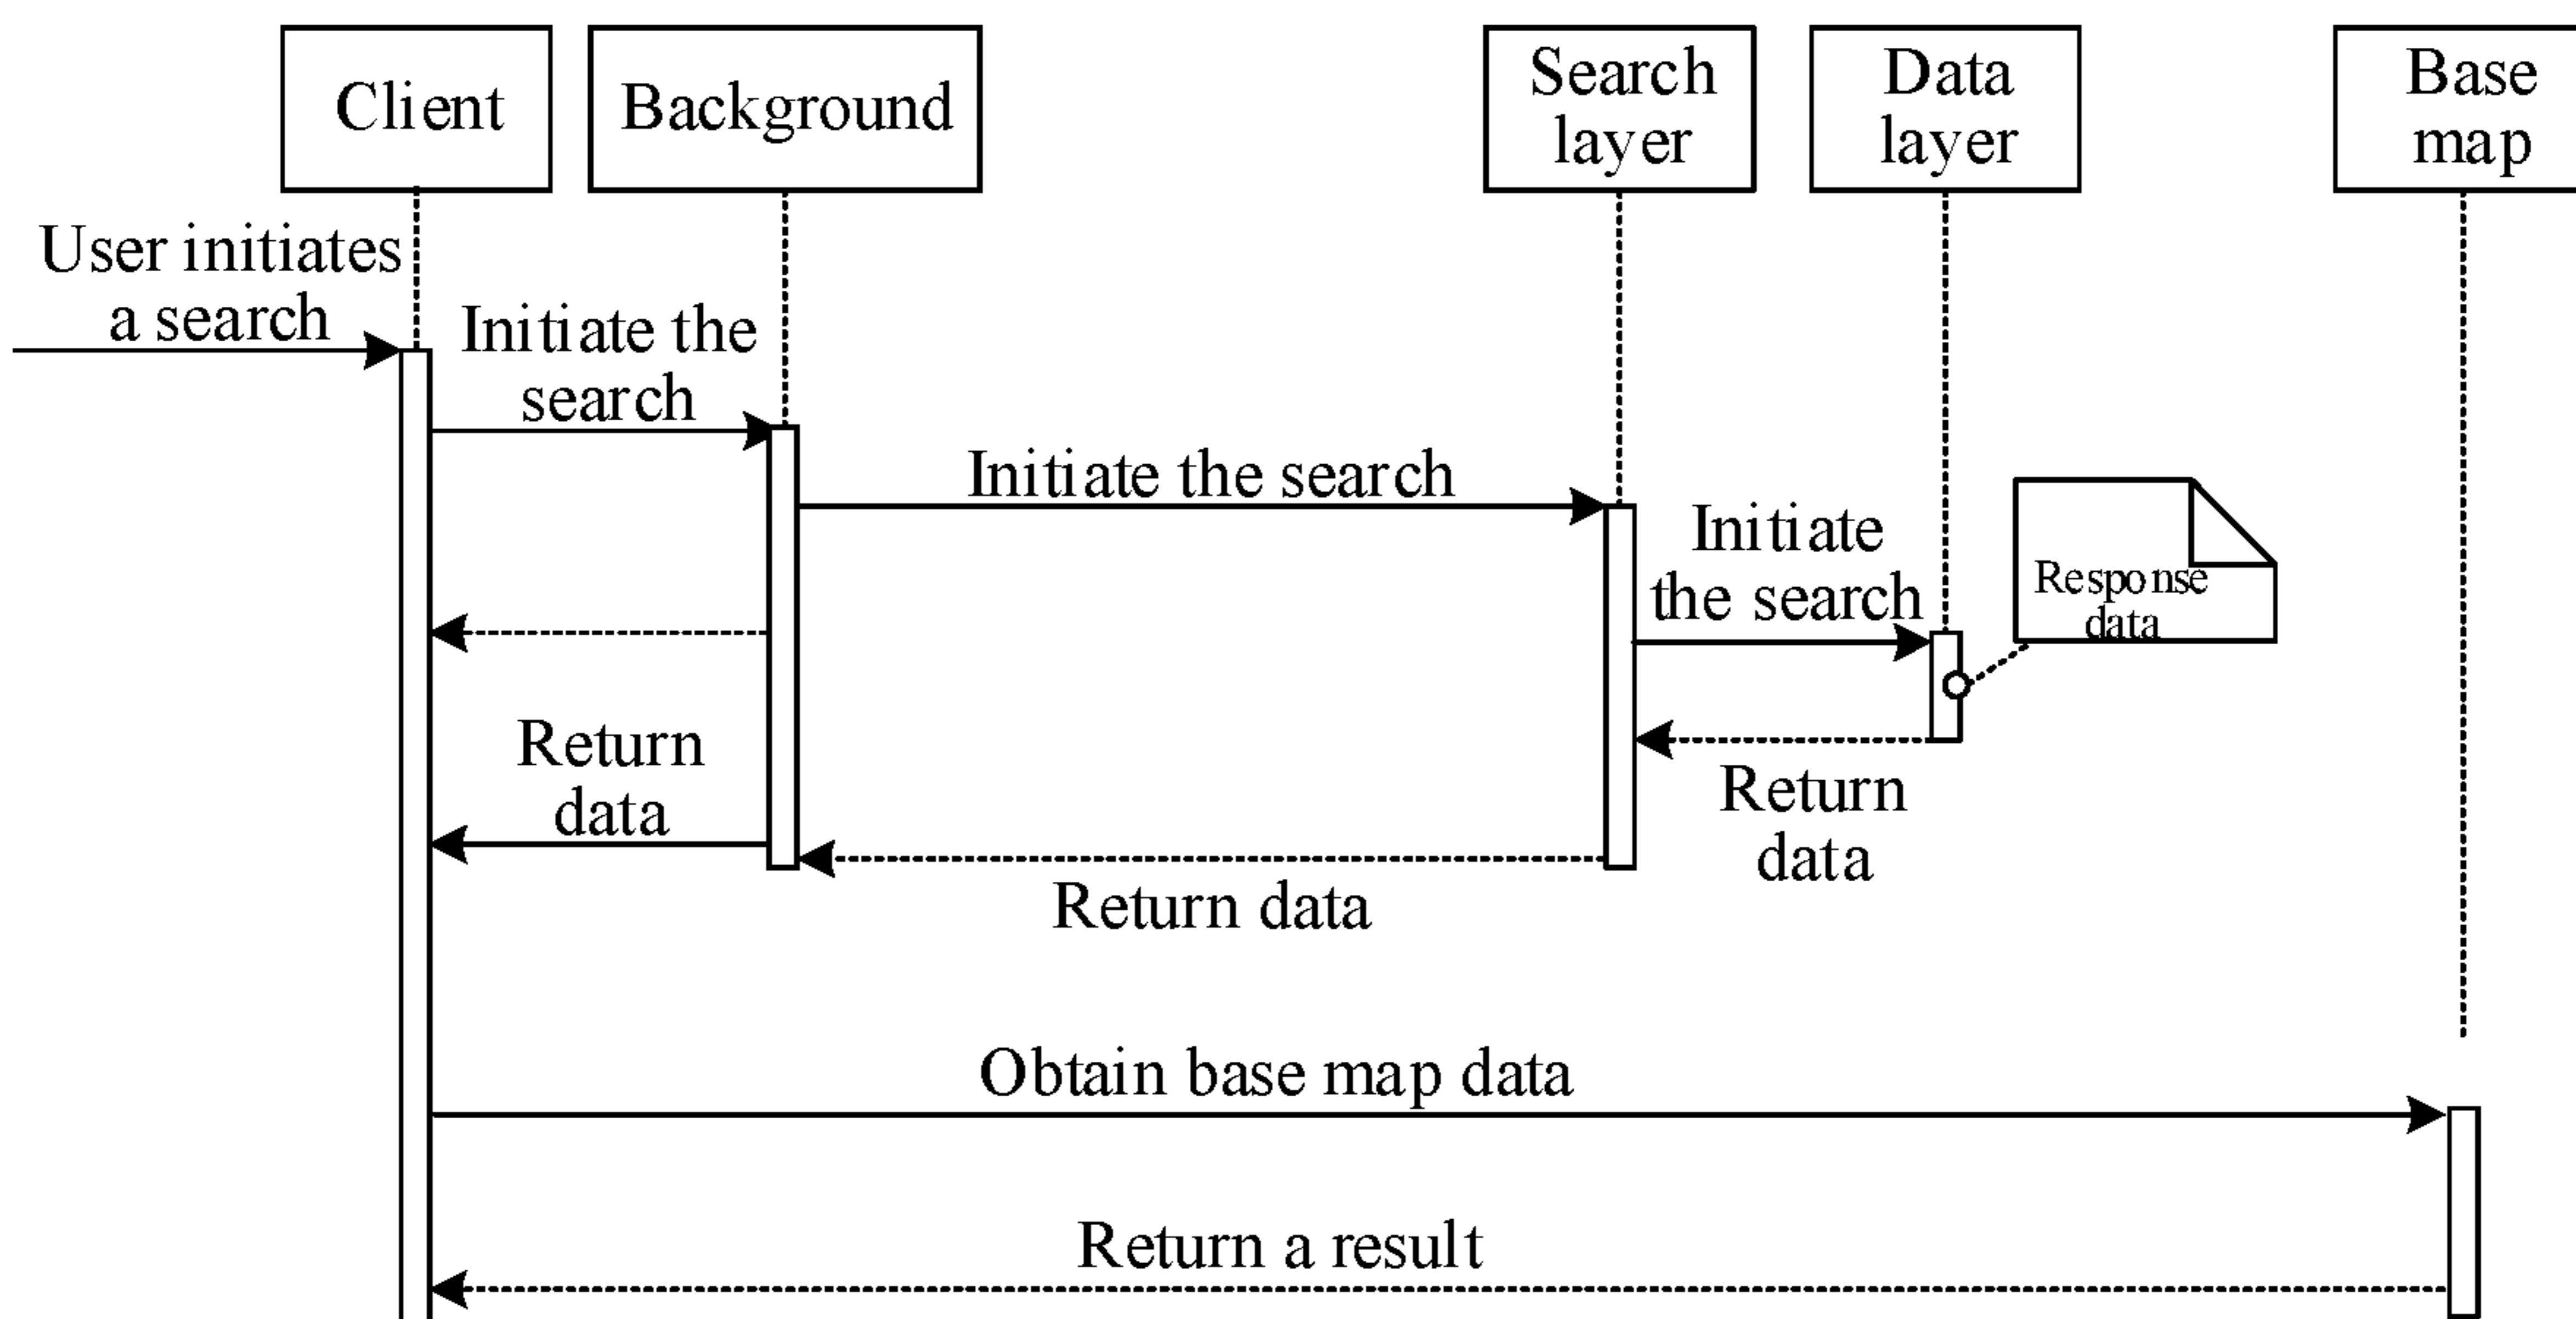 Client
Background
Search
layer
Data
layer
Base
map
User initiates
a search
Initiate the
search
Initiate the search
Initiate
the search
Response
data
Return
data
Return
data
Return data
Obtain base map data
Return a result